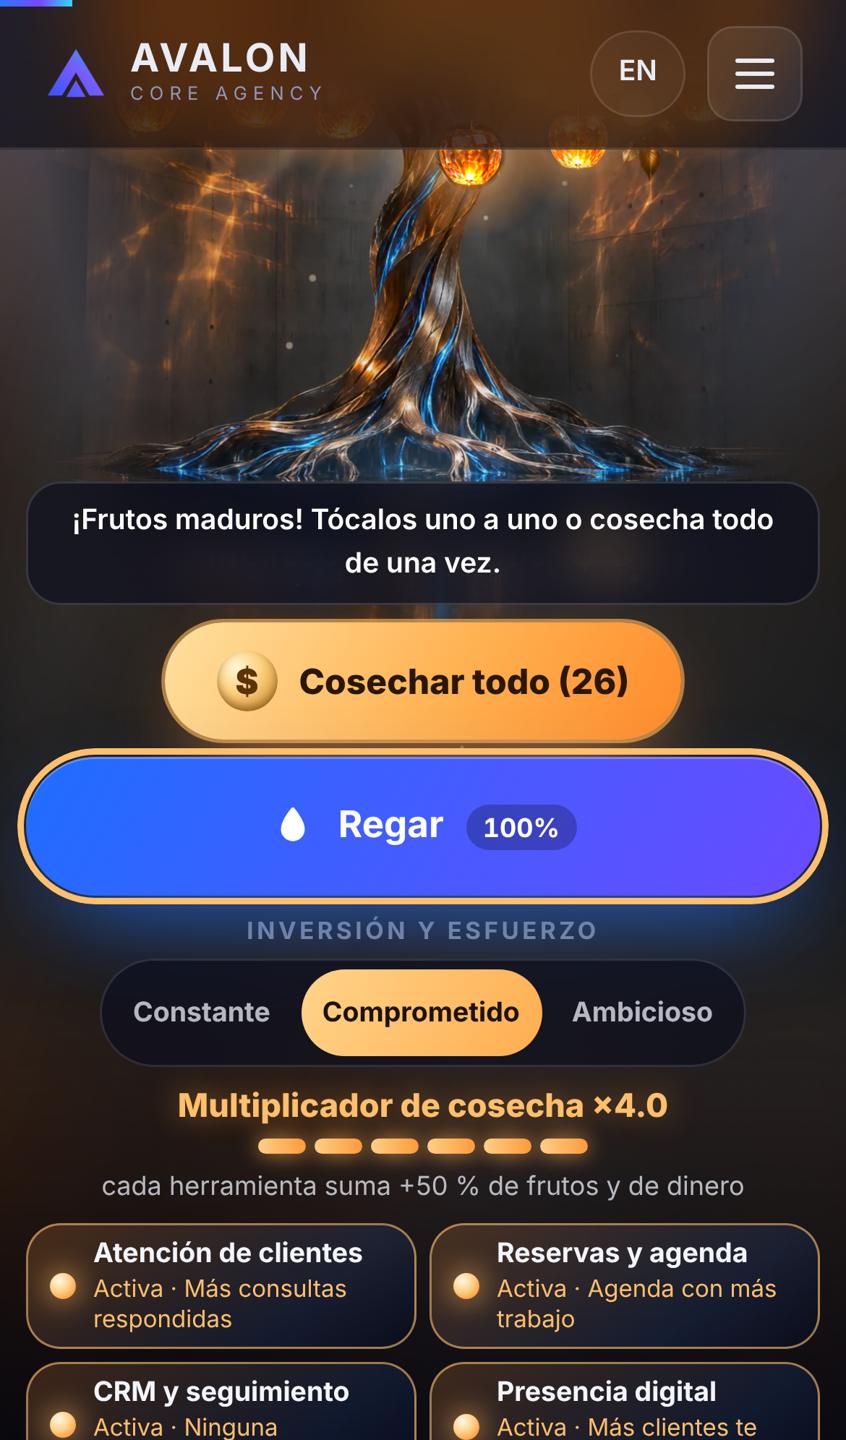 AVALON
CORE AGENCY
EN
¡Frutos maduros! Tócalos uno a uno o cosecha todo
de una vez.
$ Cosechar todo (26)
Regar 100%
INVERSIÓN Y ESFUERZO
Constante Comprometido Ambicioso
Multiplicador de cosecha ×4.0
cada herramienta suma +50 % de frutos y de dinero
Atención de clientes
Activa · Más consultas
respondidas
Reservas y agenda
Activa · Agenda con más
trabajo
CRM y seguimiento
Activa · Ninguna
Presencia digital
Activa · Más clientes te